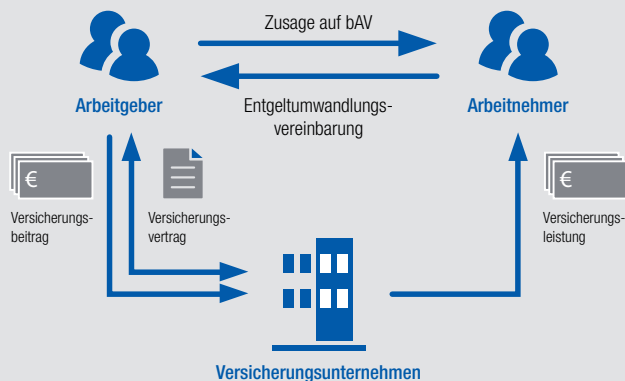 Zusage auf bAV
Arbeitgeber
Entgeltumwandlungs-
vereinbarung
Arbeitnehmer
€
Versicherungs-
beitrag
Versicherungs-
vertrag
€
Versicherungs-
leistung
Versicherungsunternehmen